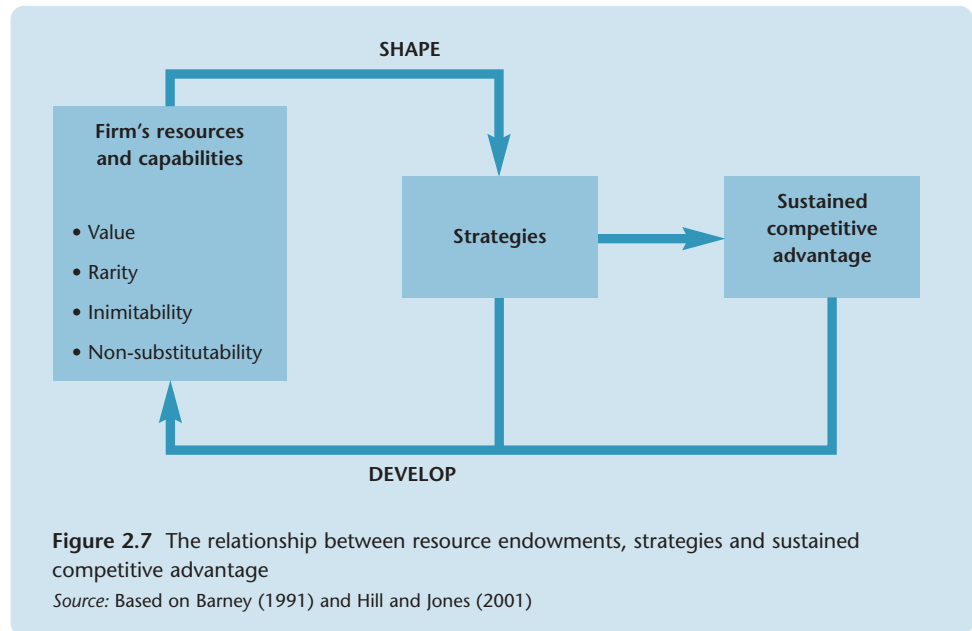 SHAPE
Firm's resources
and capabilities
• Value
• Rarity
• Inimitability
• Non-substitutability
Strategies
Sustained
competitive
advantage
DEVELOP
Figure 2.7 The relationship between resource endowments, strategies and sustained
competitive advantage
Source: Based on Barney (1991) and Hill and Jones (2001)